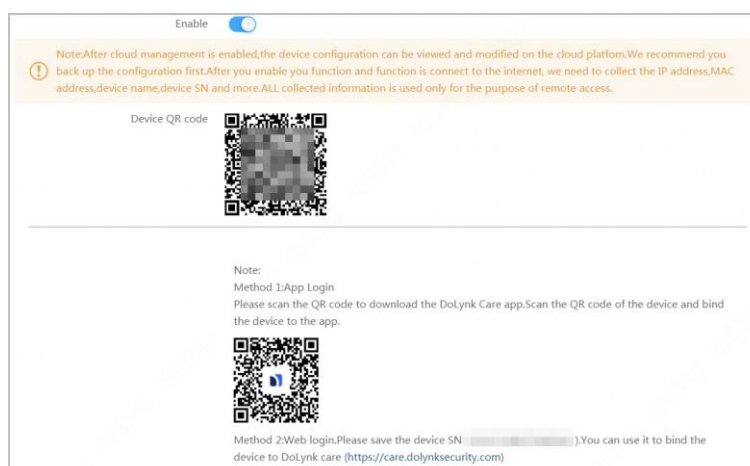 Enable
Note:After cloud management is enabled,the device configuration can be viewed and modified on the cloud platfom.We recommend you
back up the configuration first.After you enable you function and function is connect to the internet, we need to collect the IP address,MAC
address,device name,device SN and more.ALL collected information is used only for the purpose of remote access.
Device QR code
Note:
Method 1:App Login
Please scan the QR code to download the DoLynk Care app.Scan the QR code of the device and bind
the device to the app.
Method 2:Web login.Please save the device SN ).You can use it to bind the
device to DoLynk care (https://care.dolynksecurity.com)